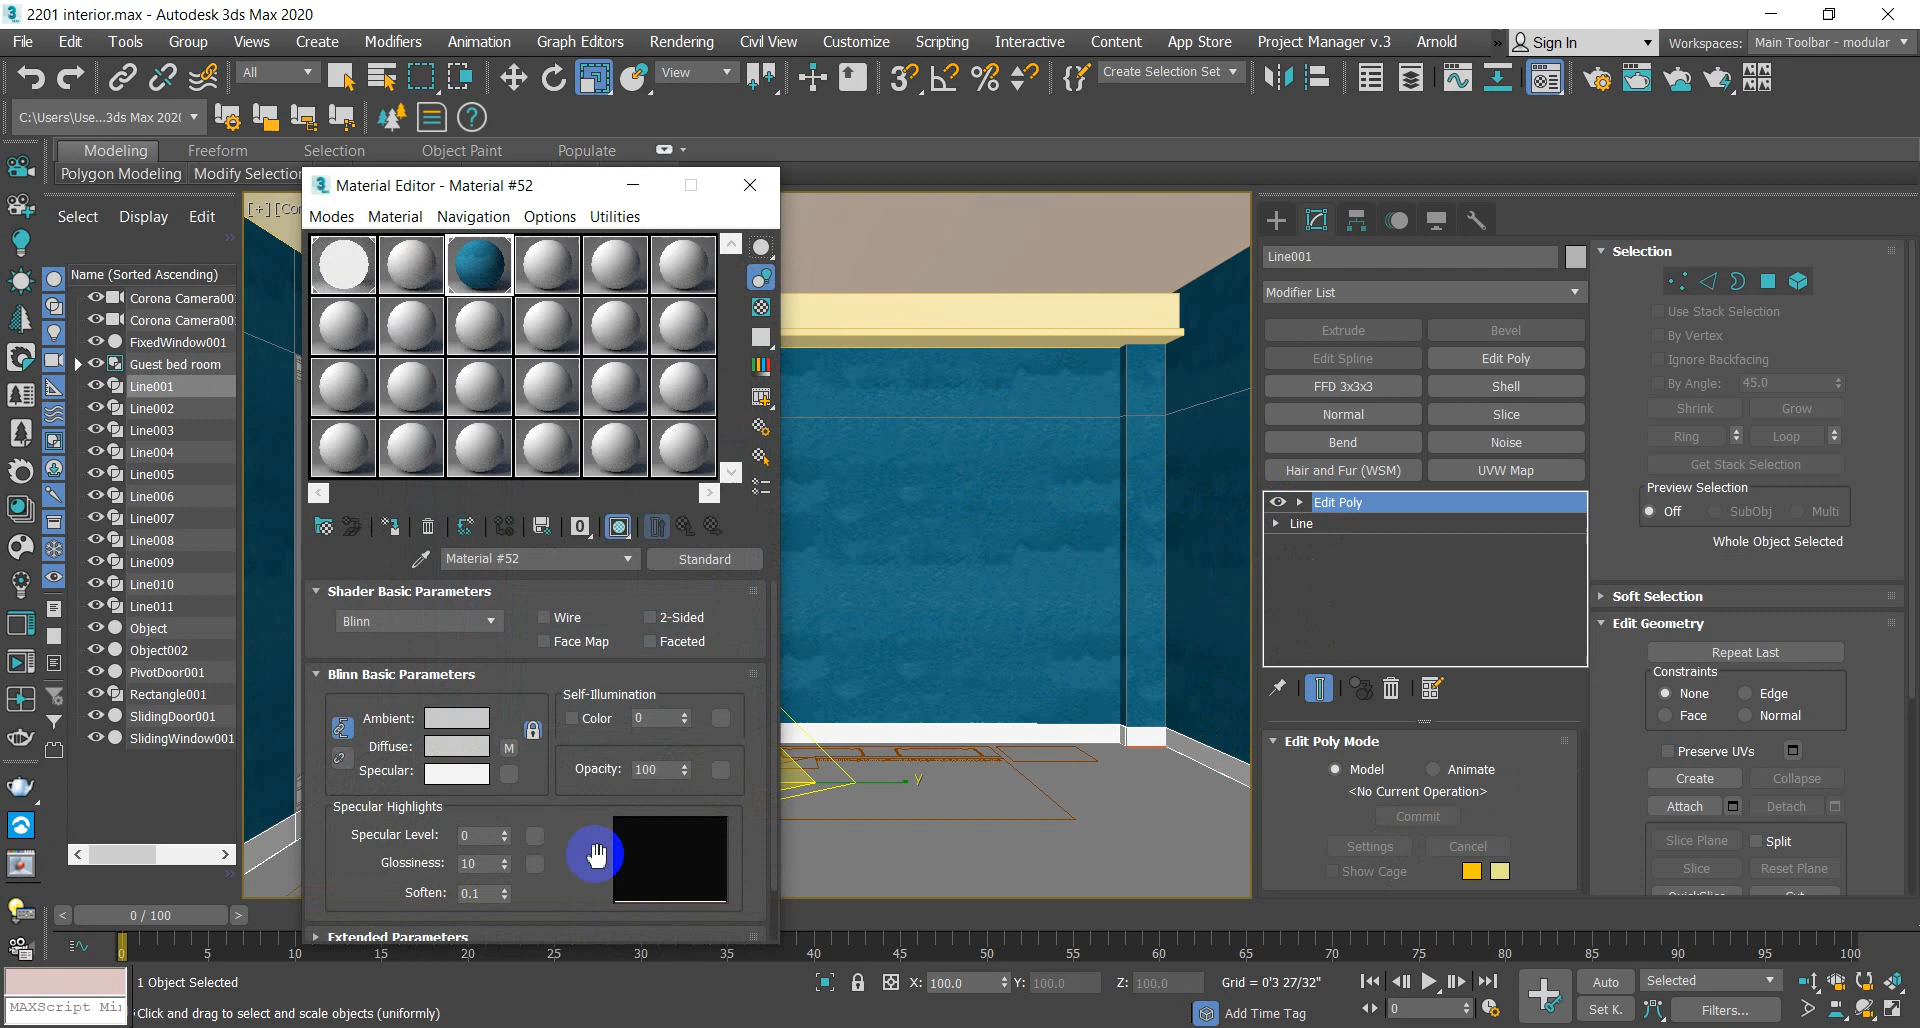 2201 interior.max - Autodesk 3ds Max 2020
File Edit Tools Group Views Create Modifiers Animation Graph Editors Rendering Civil View Customize Scripting Interactive Content App Store Project Manager v.3 Arnold » Sign In Workspaces: Main Toolbar - modular
All View Create Selection Set
C:\Users\Use...3ds Max 202(
Modeling Freeform Selection Object Paint Populate
Polygon Modeling Modify Selection
Select Display Edit
Name (Sorted Ascending)
Corona Camera00
Corona Camera00
FixedWindow001
Guest bed room
Line001
Line002
Line003
Line004
Line005
Line006
Line007
Line008
Line009
Line010
Line011
Object
Object002
PivotDoor001
Rectangle001
SlidingDoor001
SlidingWindow001
0 / 100
Material Editor - Material #52
Modes Material Navigation Options Utilities
Material #52 Standard
Shader Basic Parameters
Blinn Wire 2-Sided
Face Map Faceted
Blinn Basic Parameters
Self-Illumination
Ambient: Color 0
Diffuse: M
Specular: Opacity: 100
Specular Highlights
Specular Level: 0
Glossiness: 10
Soften: 0.1
Extended Parameters
[+] [Co
y
Line001
Modifier List
Extrude Bevel
Edit Spline Edit Poly
FFD 3x3x3 Shell
Normal Slice
Bend Noise
Hair and Fur (WSM) UVW Map
Edit Poly
Line
Edit Poly Mode
Model Animate
<No Current Operation>
Commit
Settings Cancel
Show Cage
Selection
Use Stack Selection
By Vertex
Ignore Backfacing
By Angle: 45.0
Shrink Grow
Ring Loop
Get Stack Selection
Preview Selection
Off SubObj Multi
Whole Object Selected
Soft Selection
Edit Geometry
Repeat Last
Constraints
None Edge
Face Normal
Preserve UVs
Create Collapse
Attach Detach
Slice Plane Split
Slice Reset Plane
QuickSlice Cut
0 5 10 15 20 25 30 35 40 45 50 55 60 65 70 75 80 85 90 95 100
1 Object Selected X: 100.0 Y: 100.0 Z: 100.0 Grid = 0'3 27/32" Auto Selected
MAXScript Mi Click and drag to select and scale objects (uniformly) Add Time Tag 0 Set K. Filters...